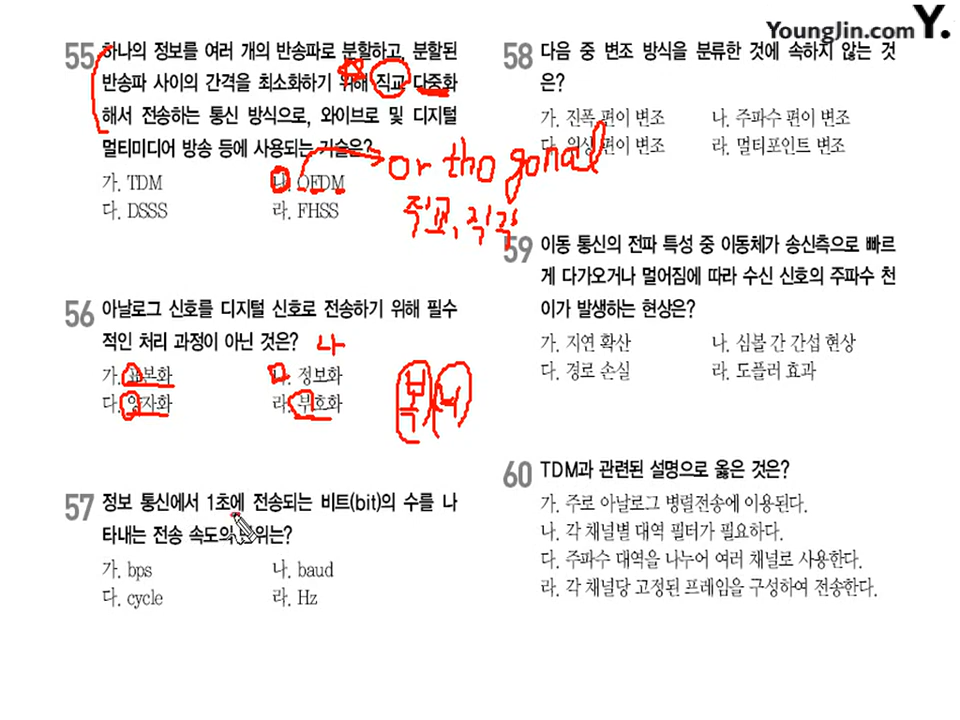 YoungJin.com Y.
55 하나의 정보를 여러 개의 반송파로 분할하고, 분할된
반송파 사이의 간격을 최소화하기 위해 직교 다중화
해서 전송하는 통신 방식으로, 와이브로 및 디지털
멀티미디어 방송 등에 사용되는 기술은?
가. TDM 나. OFDM
다. DSSS 라. FHSS
orthogonal
직교, 직각
56 아날로그 신호를 디지털 신호로 전송하기 위해 필수
적인 처리 과정이 아닌 것은?
나
가. 표본화 나. 정보화
다. 양자화 라. 부호화
57 정보 통신에서 1초에 전송되는 비트(bit)의 수를 나
타내는 전송 속도의 단위는?
가. bps 나. baud
다. cycle 라. Hz
58 다음 중 변조 방식을 분류한 것에 속하지 않는 것
은?
가. 진폭 편이 변조 나. 주파수 편이 변조
다. 위상 편이 변조 라. 멀티포인트 변조
59 이동 통신의 전파 특성 중 이동체가 송신측으로 빠르
게 다가오거나 멀어짐에 따라 수신 신호의 주파수 천
이가 발생하는 현상은?
가. 지연 확산 나. 심볼 간 간섭 현상
다. 경로 손실 라. 도플러 효과
60 TDM과 관련된 설명으로 옳은 것은?
가. 주로 아날로그 병렬전송에 이용된다.
나. 각 채널별 대역 필터가 필요하다.
다. 주파수 대역을 나누어 여러 채널로 사용한다.
라. 각 채널당 고정된 프레임을 구성하여 전송한다.